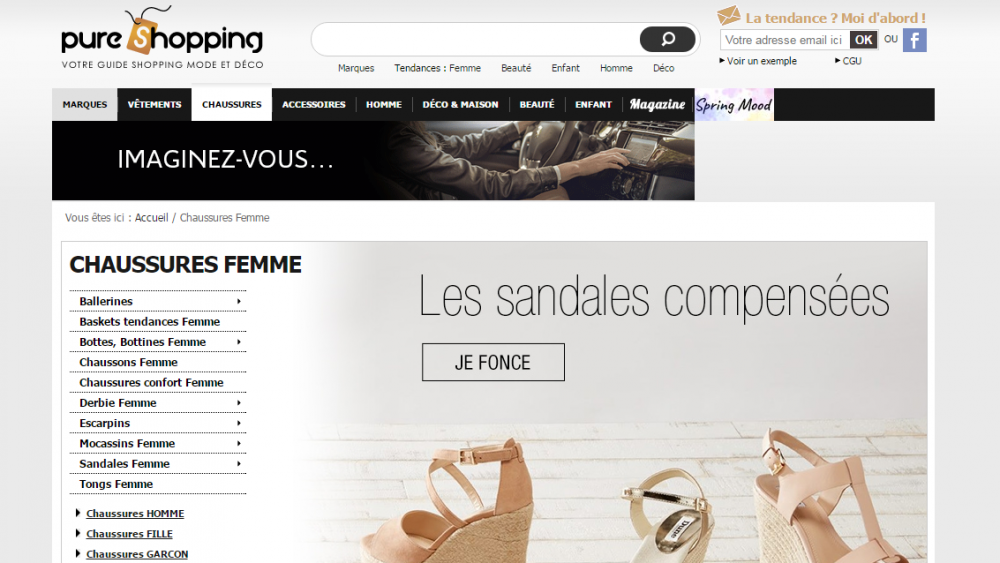 pureShopping
VOTRE GUIDE SHOPPING MODE ET DÉCO
La tendance ? Moi d'abord !
Votre adresse email ici OK OU f
Voir un exemple CGU
Marques Tendances : Femme Beauté Enfant Homme Déco
MARQUES VÊTEMENTS CHAUSSURES ACCESSOIRES HOMME DÉCO & MAISON BEAUTÉ ENFANT Magazine Spring Mood
IMAGINEZ-VOUS...
Vous êtes ici : Accueil / Chaussures Femme
CHAUSSURES FEMME
Ballerines
Baskets tendances Femme
Bottes, Bottines Femme
Chaussons Femme
Chaussures confort Femme
Derbie Femme
Escarpins
Mocassins Femme
Sandales Femme
Tongs Femme
Chaussures HOMME
Chaussures FILLE
Chaussures GARCON
Les sandales compensées
JE FONCE
Dune